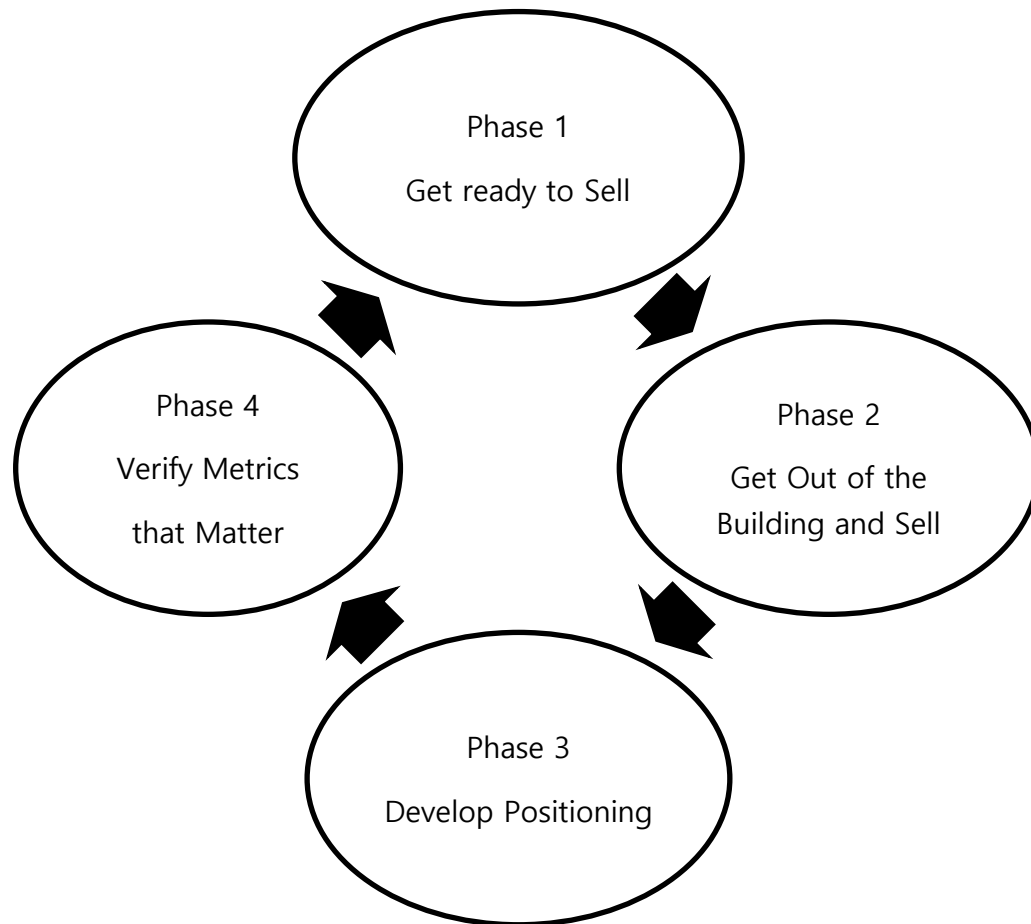 Phase 1
Get ready to Sell
Phase 2
Get Out of the
Building and Sell
Phase 3
Develop Positioning
Phase 4
Verify Metrics
that Matter